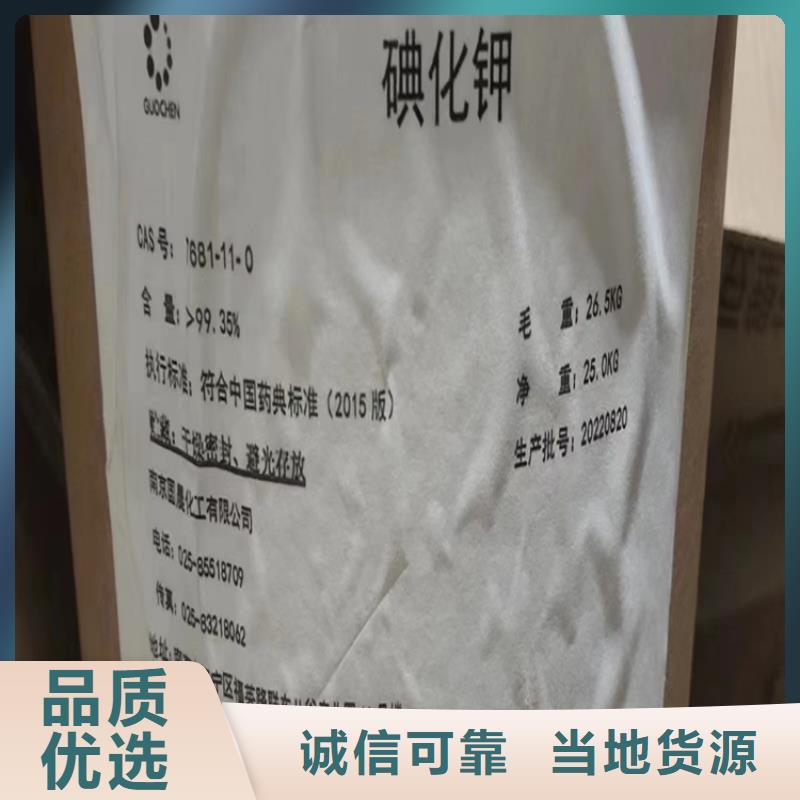 GUOCHEN
碘化钾
CAS号: 7681-11-0
含 量: >99.35%
执行标准: 符合中国药典标准 (2015 版)
贮藏: 干燥密封、避光存放
南京国晨化工有限公司
电话: 025-85518709
传真: 025-83218062
地址:
毛 重: 26.5KG
净 重: 25.0KG
生产批号: 20220820
品质
优选
诚信可靠 当地货源